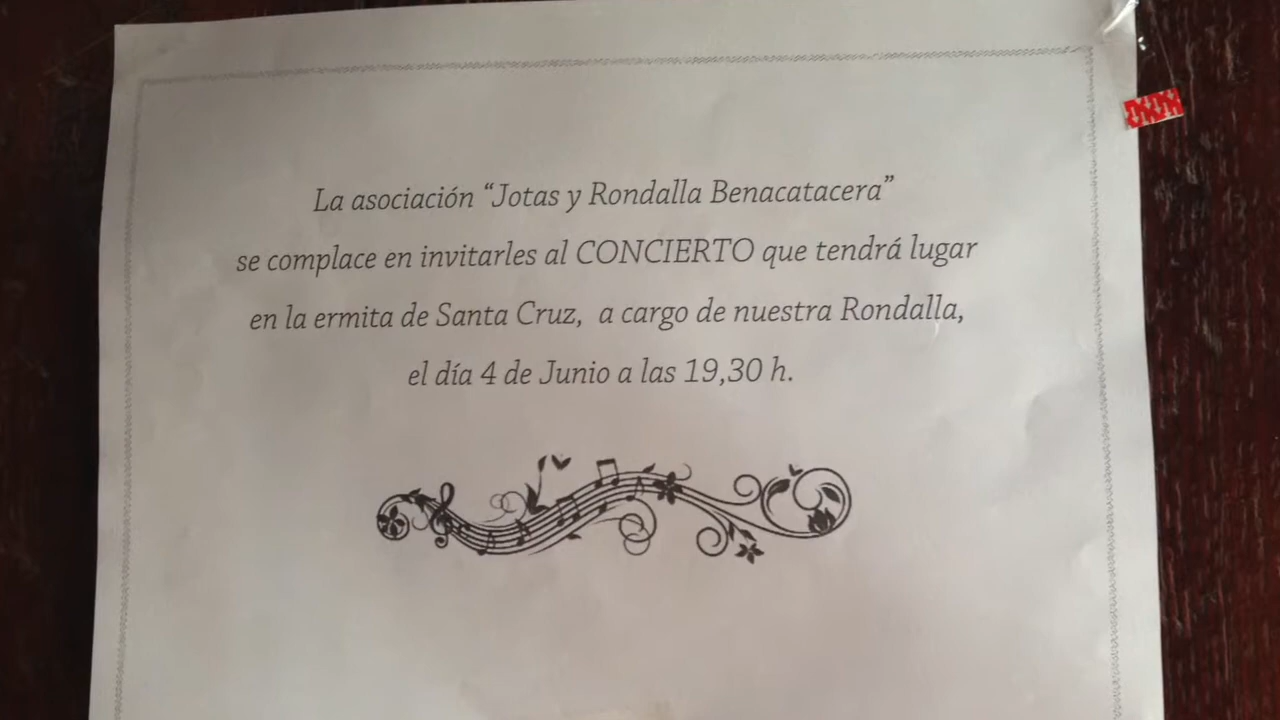 La asociación “Jotas y Rondalla Benacatacera”
se complace en invitarles al CONCIERTO que tendrá lugar
en la ermita de Santa Cruz, a cargo de nuestra Rondalla,
el día 4 de Junio a las 19,30 h.